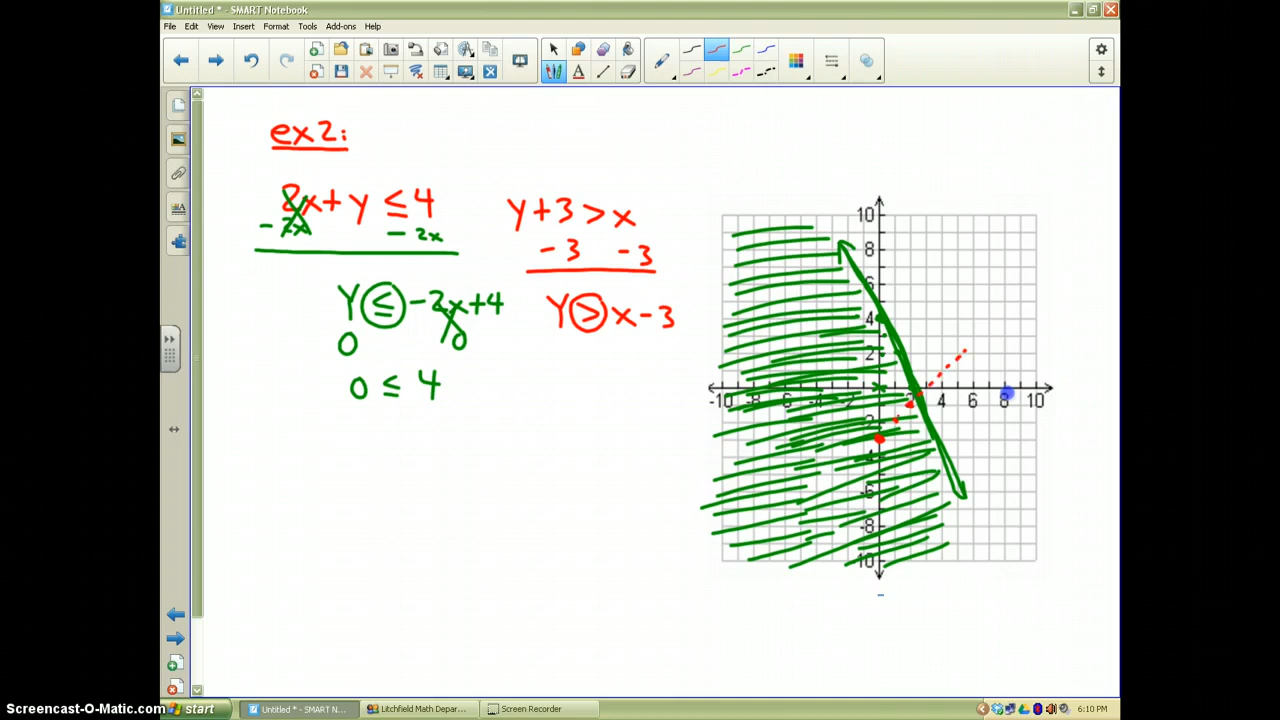 Untitled * - SMART Notebook
File Edit View Insert Format Tools Add-ons Help
ex2:
2x+y ≤ 4
- 2x - 2x
y ≤ -2x+4
0 0
0 ≤ 4
y+3 > x
-3 -3
y > x-3
10
8
6
4
2
-10 -8 -6 -4 -2 2 4 6 8 10
-2
-4
-6
-8
-10
Screencast-O-Matic.com
start Untitled * - SMART N... Litchfield Math Depar... Screen Recorder 6:10 PM